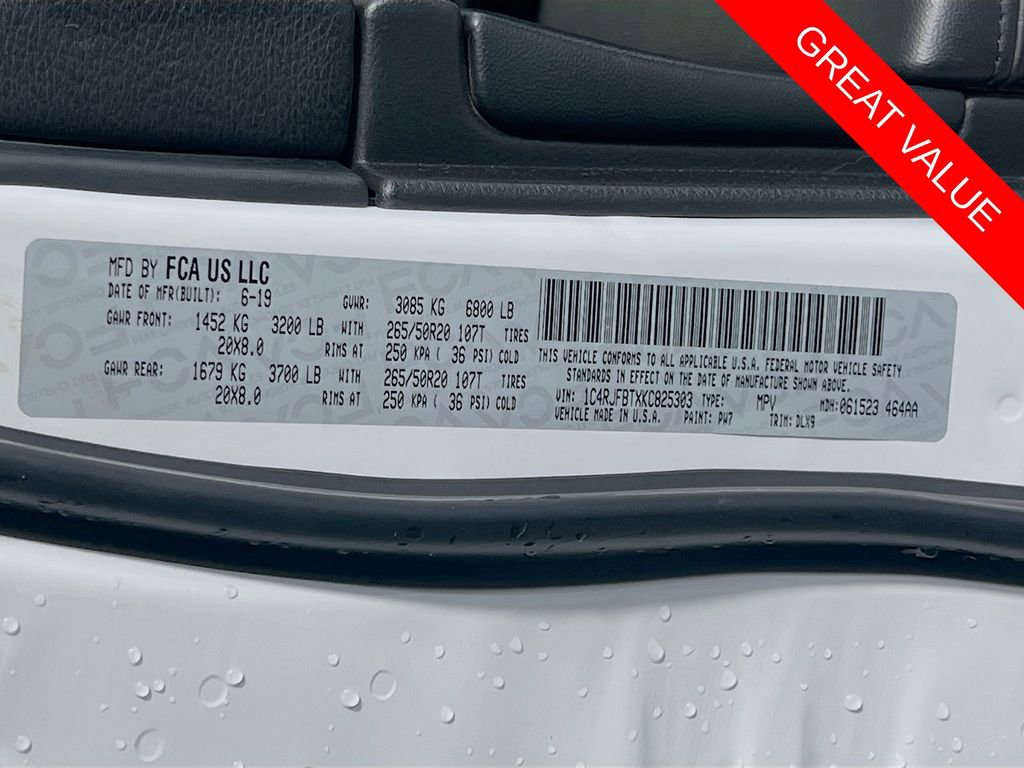 GREAT VALUE
MFD BY FCA US LLC
DATE OF MFR(BUILT): 6-19 GVWR: 3085 KG 6800 LB
GAWR FRONT: 1452 KG 3200 LB WITH 265/50R20 107T TIRES
20X8.0 RIMS AT 250 KPA ( 36 PSI) COLD
GAWR REAR: 1679 KG 3700 LB WITH 265/50R20 107T TIRES
20X8.0 RIMS AT 250 KPA ( 36 PSI) COLD
THIS VEHICLE CONFORMS TO ALL APPLICABLE U.S.A. FEDERAL MOTOR VEHICLE SAFETY
STANDARDS IN EFFECT ON THE DATE OF MANUFACTURE SHOWN ABOVE.
VIN: 1C4RJFBTXKC825303 TYPE: MPV MDH: 061523 464AA
VEHICLE MADE IN U.S.A. PAINT: PW7 TRIM: DLX9